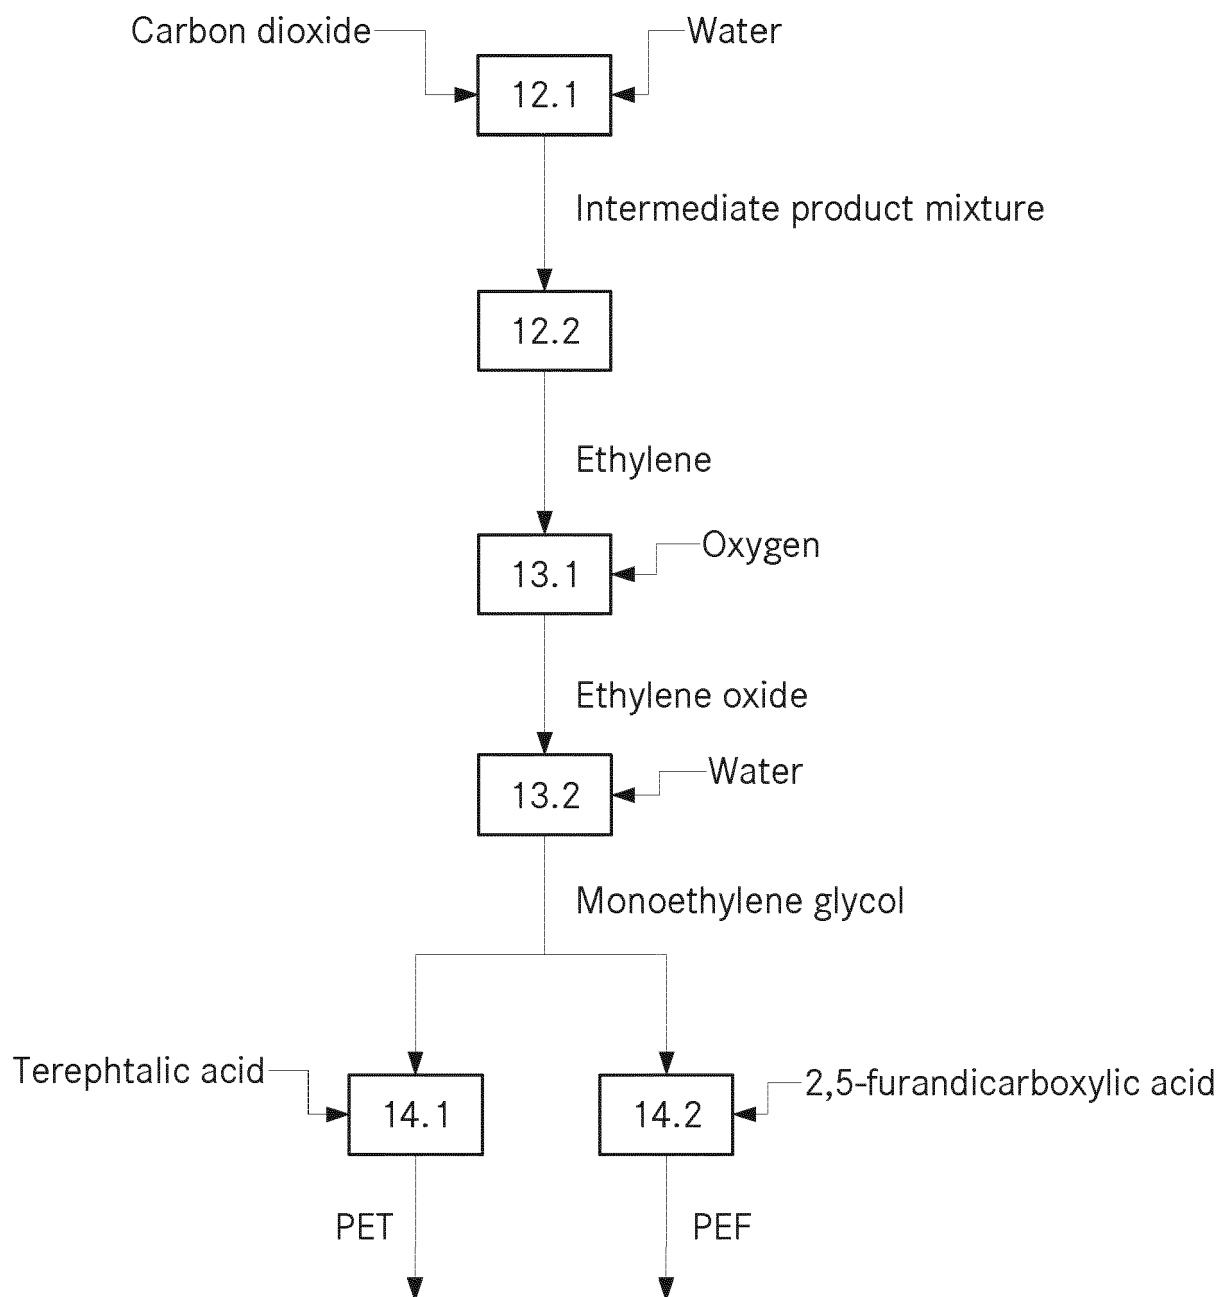 Carbon dioxide
Water
12.1
Intermediate product mixture
12.2
Ethylene
Oxygen
13.1
Ethylene oxide
Water
13.2
Monoethylene glycol
Terephtalic acid
2,5-furandicarboxylic acid
14.1
14.2
PET
PEF